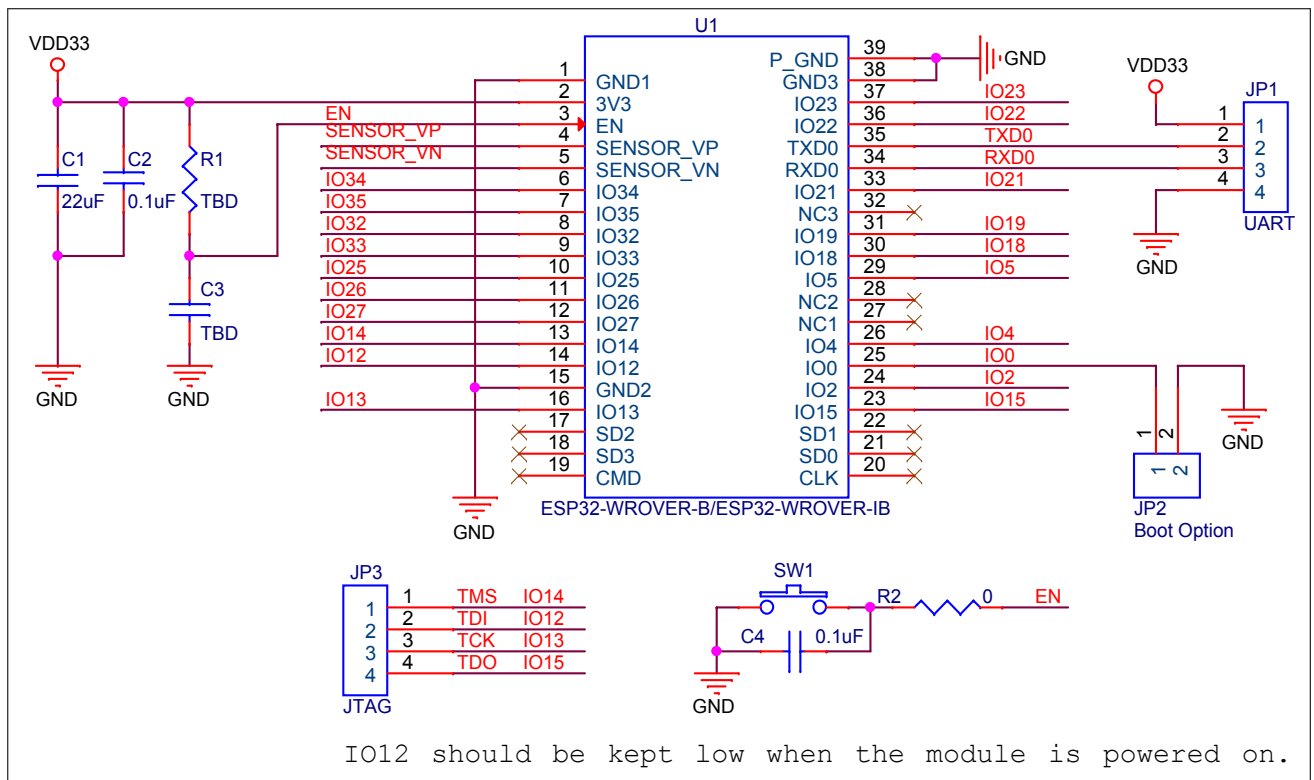 U1
VDD33
1
2
3
4
5
6
7
8
9
10
11
12
13
14
15
16
17
18
19
EN
SENSOR_VP
SENSOR_VN
IO34
IO35
IO32
IO33
IO25
IO26
IO27
IO14
IO12
IO13
GND1
3V3
EN
SENSOR_VP
SENSOR_VN
IO34
IO35
IO32
IO33
IO25
IO26
IO27
IO14
IO12
GND2
IO13
SD2
SD3
CMD
P_GND
GND3
IO23
IO22
TXD0
RXD0
IO21
NC3
IO19
IO18
IO5
NC2
NC1
IO4
IO0
IO2
IO15
SD1
SD0
CLK
39
38
37
36
35
34
33
32
31
30
29
28
27
26
25
24
23
22
21
20
GND
IO23
IO22
TXD0
RXD0
IO21
IO19
IO18
IO5
IO4
IO0
IO2
IO15
C1
22uF
C2
0.1uF
R1
TBD
C3
TBD
GND
GND
GND
ESP32-WROVER-B/ESP32-WROVER-IB
VDD33
JP1
1 1
2 2
3 3
4 4
UART
GND
GND
1 2
1 2
JP2
Boot Option
JP3
1 1 TMS IO14
2 2 TDI IO12
3 3 TCK IO13
4 4 TDO IO15
JTAG
SW1
R2 0 EN
C4 0.1uF
GND
IO12 should be kept low when the module is powered on.